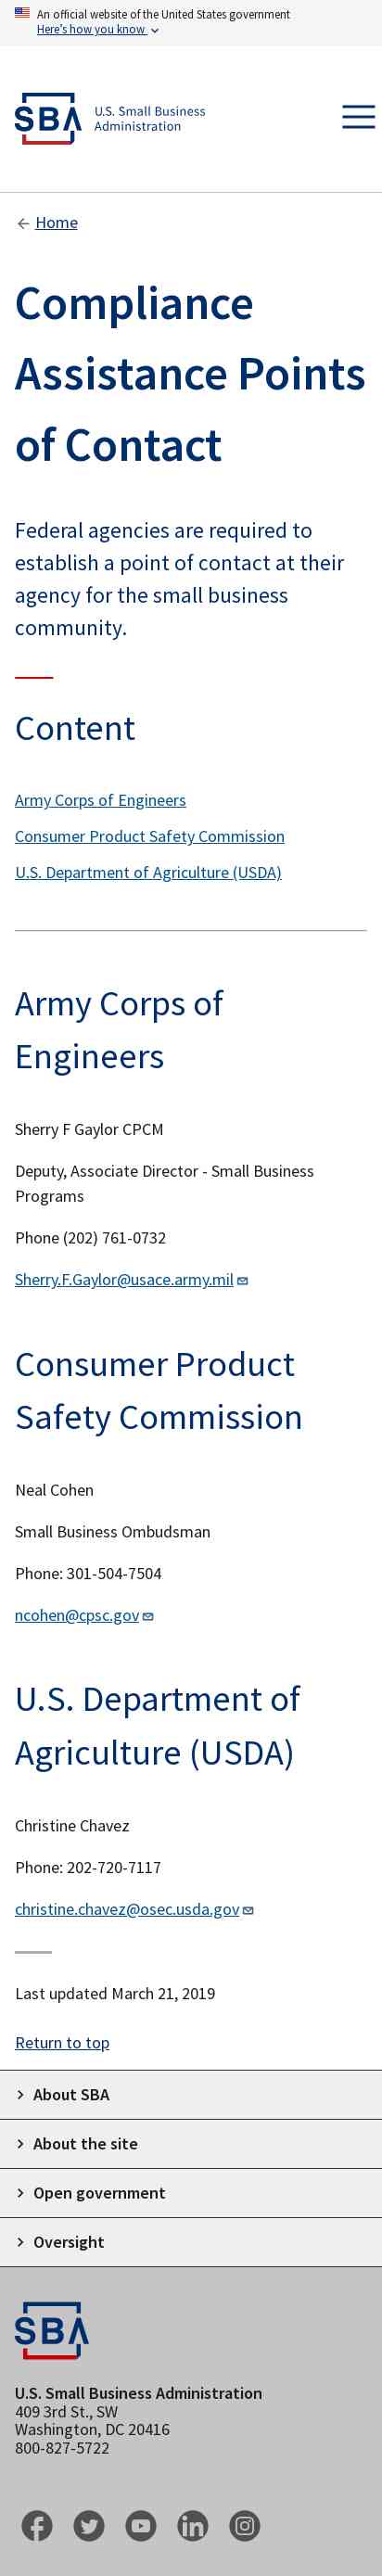 An official website of the United States government
Here's how you know
SBA
U.S. Small Business
Administration
Home
Compliance
Assistance Points
of Contact
Federal agencies are required to
establish a point of contact at their
agency for the small business
community.
Content
Army Corps of Engineers
Consumer Product Safety Commission
U.S. Department of Agriculture (USDA)
Army Corps of
Engineers
Sherry F Gaylor CPCM
Deputy, Associate Director - Small Business
Programs
Phone (202) 761-0732
Sherry.F.Gaylor@usace.army.mil
Consumer Product
Safety Commission
Neal Cohen
Small Business Ombudsman
Phone: 301-504-7504
ncohen@cpsc.gov
U.S. Department of
Agriculture (USDA)
Christine Chavez
Phone: 202-720-7117
christine.chavez@osec.usda.gov
Last updated March 21, 2019
Return to top
About SBA
About the site
Open government
Oversight
SBA
U.S. Small Business Administration
409 3rd St., SW
Washington, DC 20416
800-827-5722